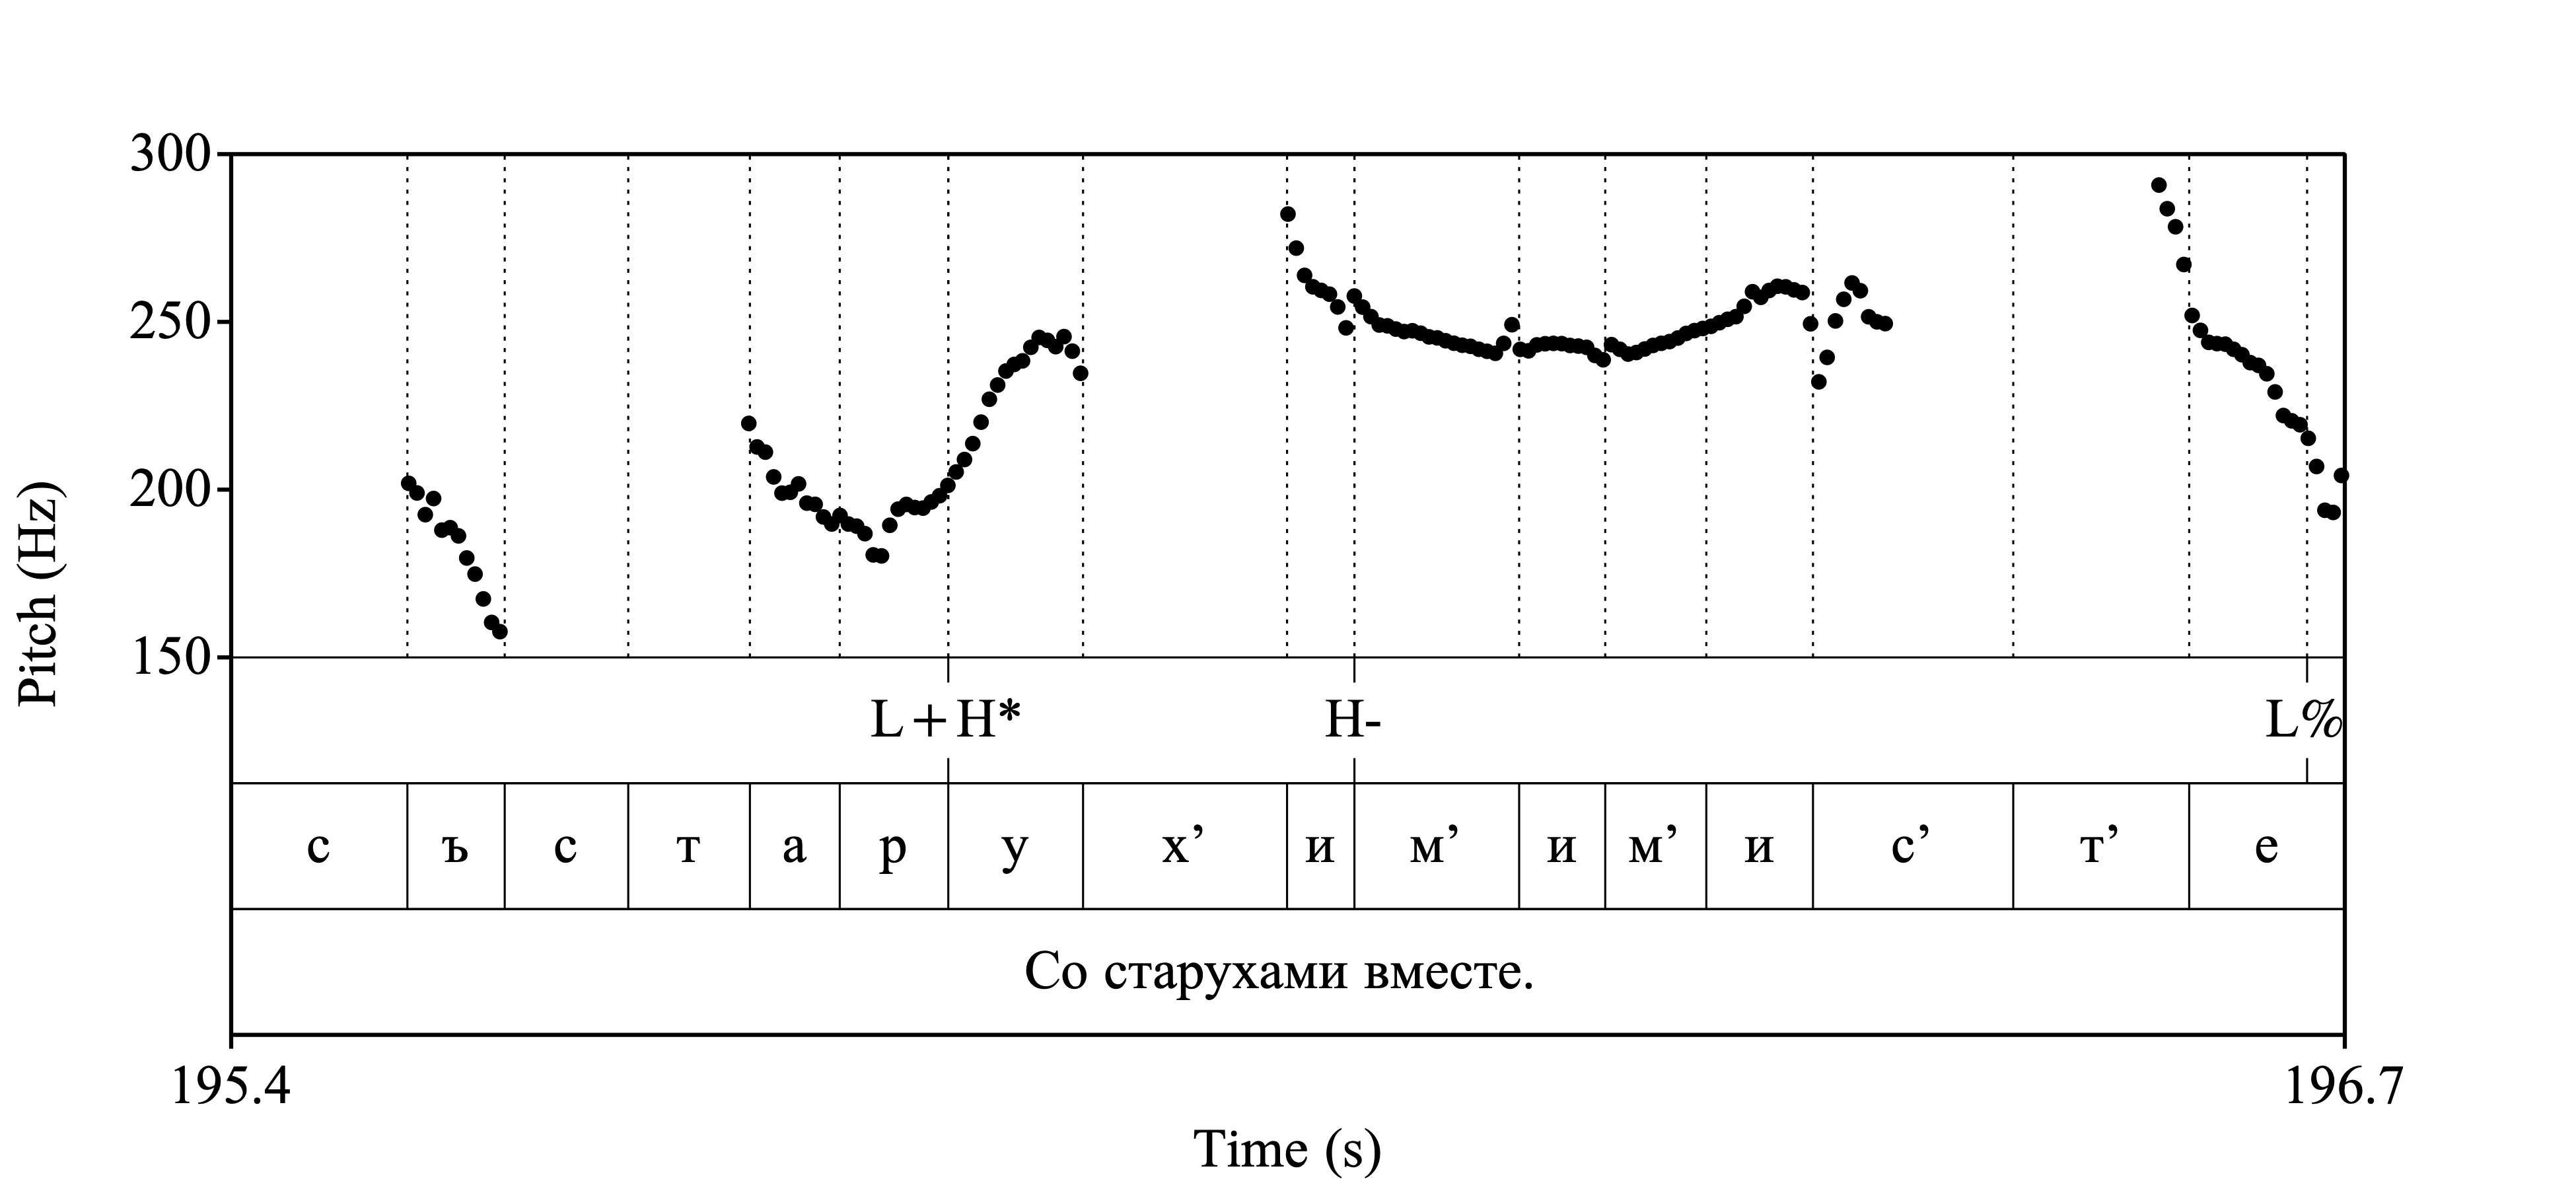 300
250
200
150
Pitch (Hz)
L+H* H- L%
с ъ с т а р у х’ и м’ и м’ и с’ т’ е
Со старухами вместе.
195.4 196.7
Time (s)